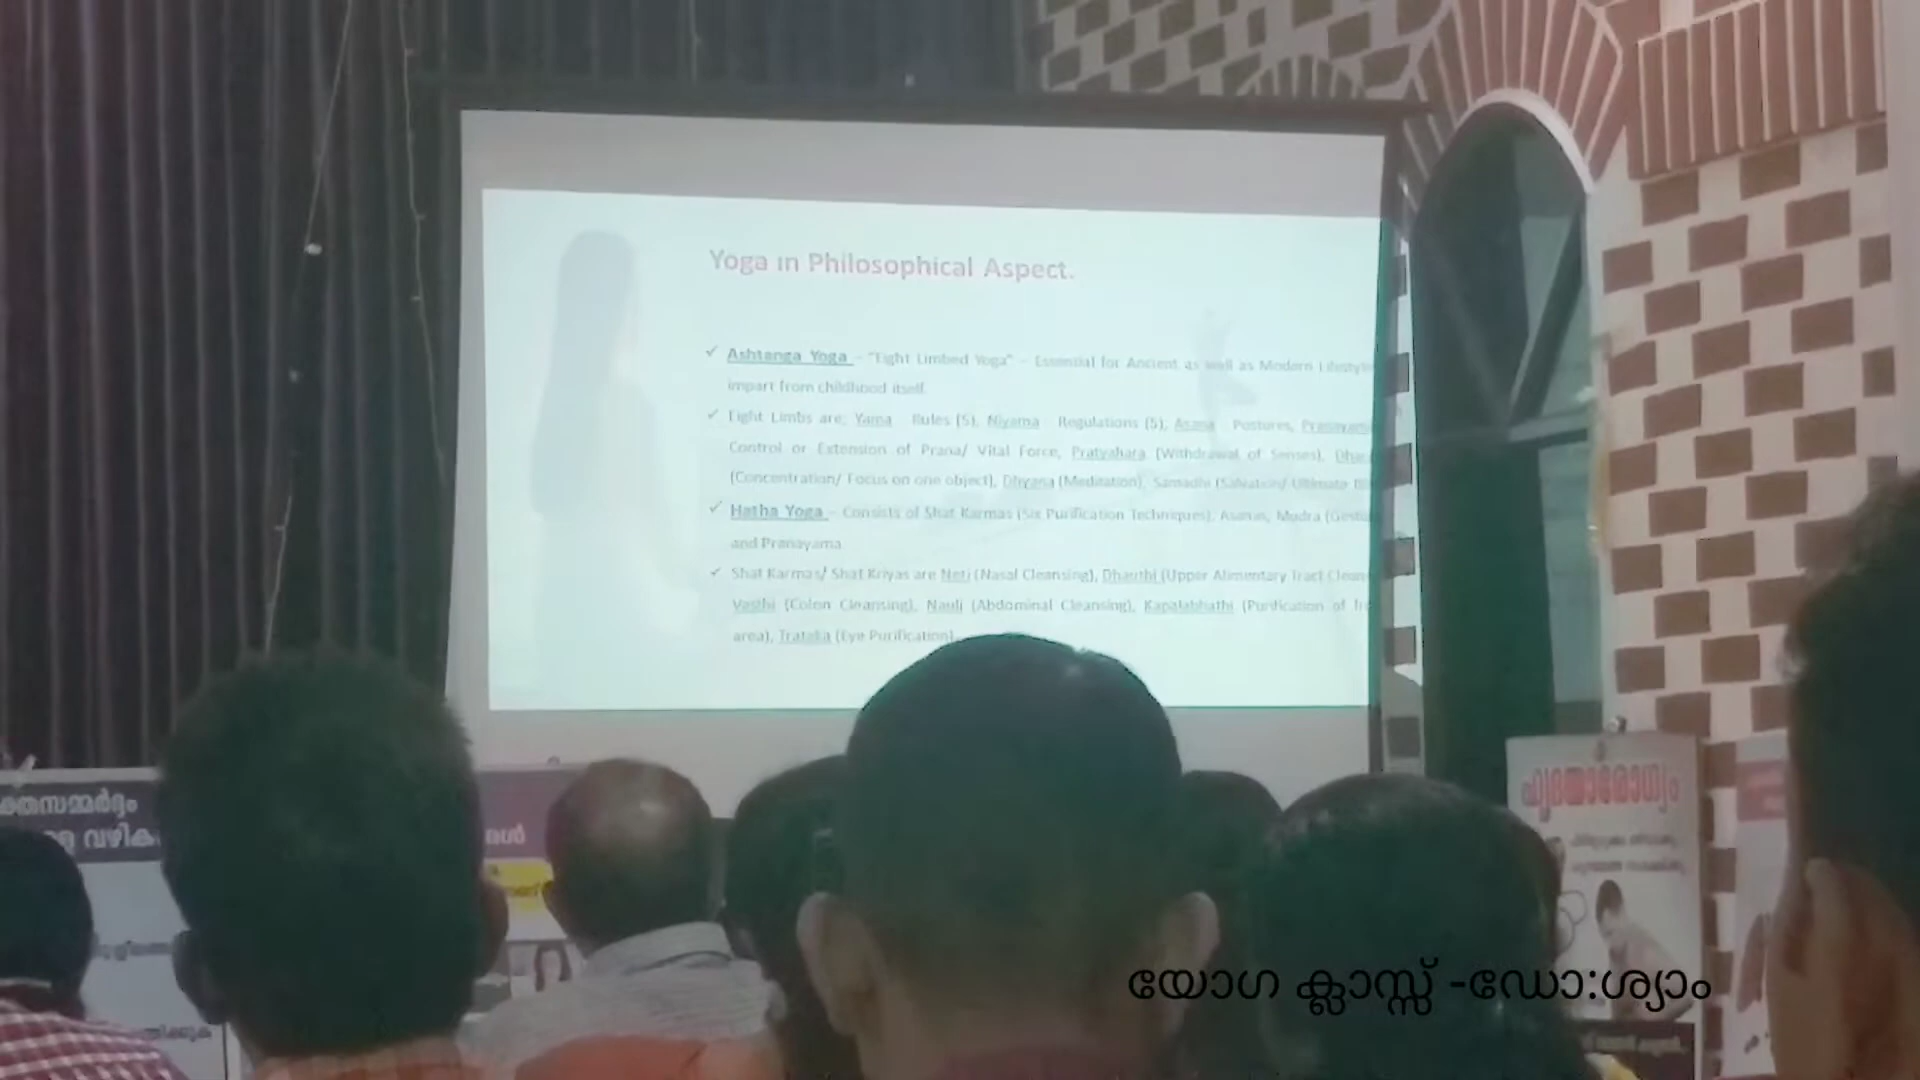 Yoga in Philosophical Aspect.
✓ Ashtanga Yoga – "Eight Limbed Yoga" – Essential for Ancient as well as Modern
impart from childhood itself.
✓ Eight Limbs are; Yama Rules (5), Niyama Regulations (5), Asana Postures,
Control or Extension of Prana/ Vital Force, Pratyahara (Withdrawal of Senses),
(Concentration/ Focus on one object), Dhyana (Meditation), Samadhi (Salvation/ Ultimate
✓ Hatha Yoga – Consists of Shat Karmas (Six Purification Techniques), Asanas, Mudra
and Pranayama
✓ Shat Karmas/ Shat Kriyas are Neti (Nasal Cleansing), Dhauthi (Upper Alimentary Tract
Vasthi (Colon Cleansing), Nauli (Abdominal Cleansing), Kapalabhathi (Purification of
area), Trataka (Eye Purification)
ഹൃദയാരോഗ്യം
യോഗ ക്ലാസ്സ് -ഡോ:ശ്യാം